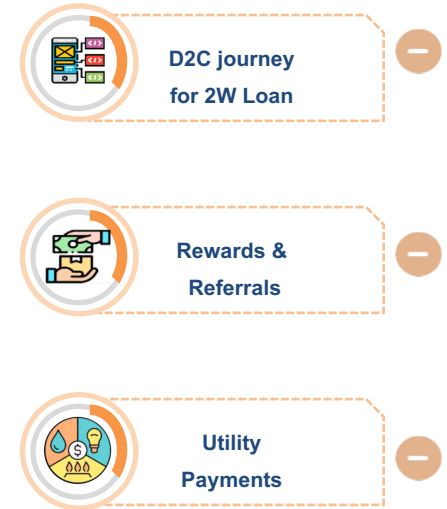 D2C journey
for 2W Loan
Rewards &
Referrals
$
Utility
Payments